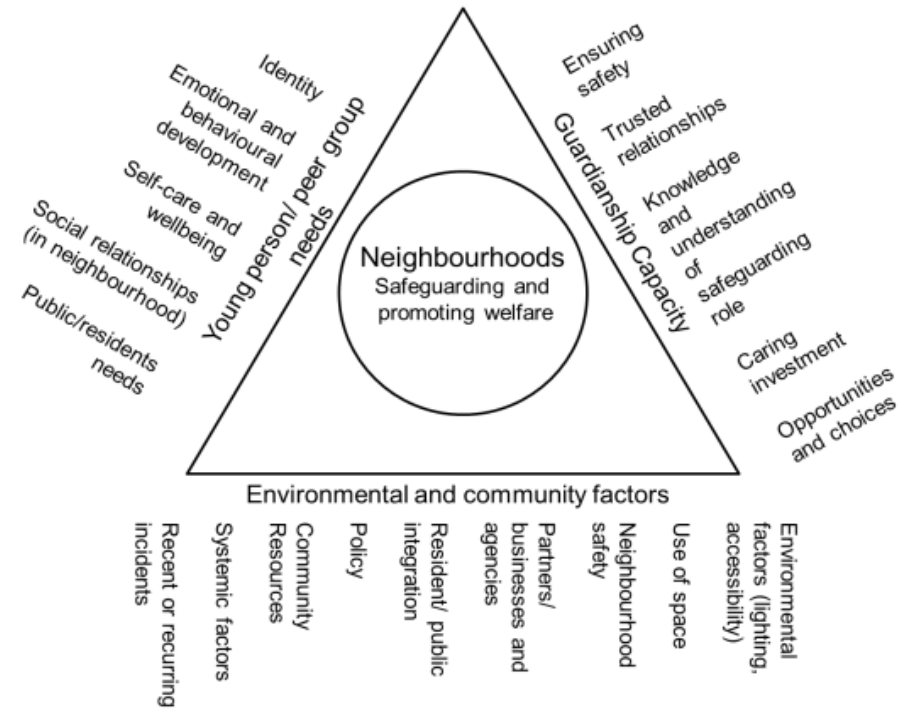 Identity
Emotional and
behavioural
development
Self-care and
wellbeing
Social relationships
(in neighbourhood)
Public/residents
needs
Young person/ peer group
needs
Ensuring
safety
Trusted
relationships
Knowledge
and
understanding
of
safeguarding
role
Caring
investment
Opportunities
and choices
Guardianship Capacity
Neighbourhoods
Safeguarding and
promoting welfare
Environmental and community factors
Recent or recurring
incidents
Systemic factors
Community
Resources
Policy
Resident/ public
integration
Partners/
businesses and
agencies
Neighbourhood
safety
Use of space
Environmental
factors (lighting,
accessibility)